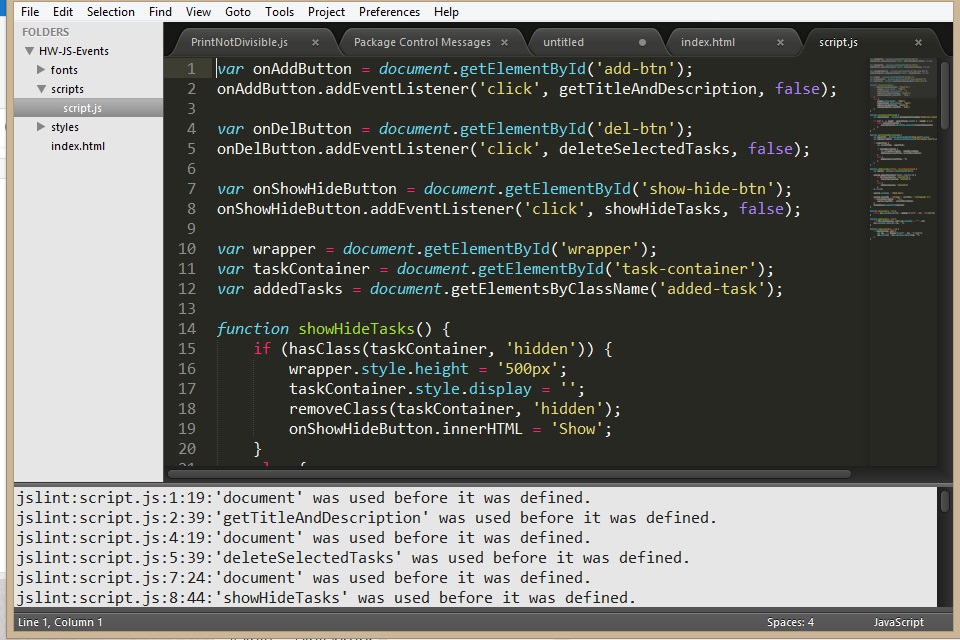 File Edit Selection Find View Goto Tools Project Preferences Help
FOLDERS
HW-JS-Events
fonts
scripts
script.js
styles
index.html
PrintNotDivisible.js × Package Control Messages × untitled index.html × script.js ×
1 var onAddButton = document.getElementById('add-btn');
2 onAddButton.addEventListener('click', getTitleAndDescription, false);
3
4 var onDelButton = document.getElementById('del-btn');
5 onDelButton.addEventListener('click', deleteSelectedTasks, false);
6
7 var onShowHideButton = document.getElementById('show-hide-btn');
8 onShowHideButton.addEventListener('click', showHideTasks, false);
9
10 var wrapper = document.getElementById('wrapper');
11 var taskContainer = document.getElementById('task-container');
12 var addedTasks = document.getElementsByClassName('added-task');
13
14 function showHideTasks() {
15 if (hasClass(taskContainer, 'hidden')) {
16 wrapper.style.height = '500px';
17 taskContainer.style.display = '';
18 removeClass(taskContainer, 'hidden');
19 onShowHideButton.innerHTML = 'Show';
20 }
jslint:script.js:1:19:'document' was used before it was defined.
jslint:script.js:2:39:'getTitleAndDescription' was used before it was defined.
jslint:script.js:4:19:'document' was used before it was defined.
jslint:script.js:5:39:'deleteSelectedTasks' was used before it was defined.
jslint:script.js:7:24:'document' was used before it was defined.
jslint:script.js:8:44:'showHideTasks' was used before it was defined.
Line 1, Column 1 Spaces: 4 JavaScript